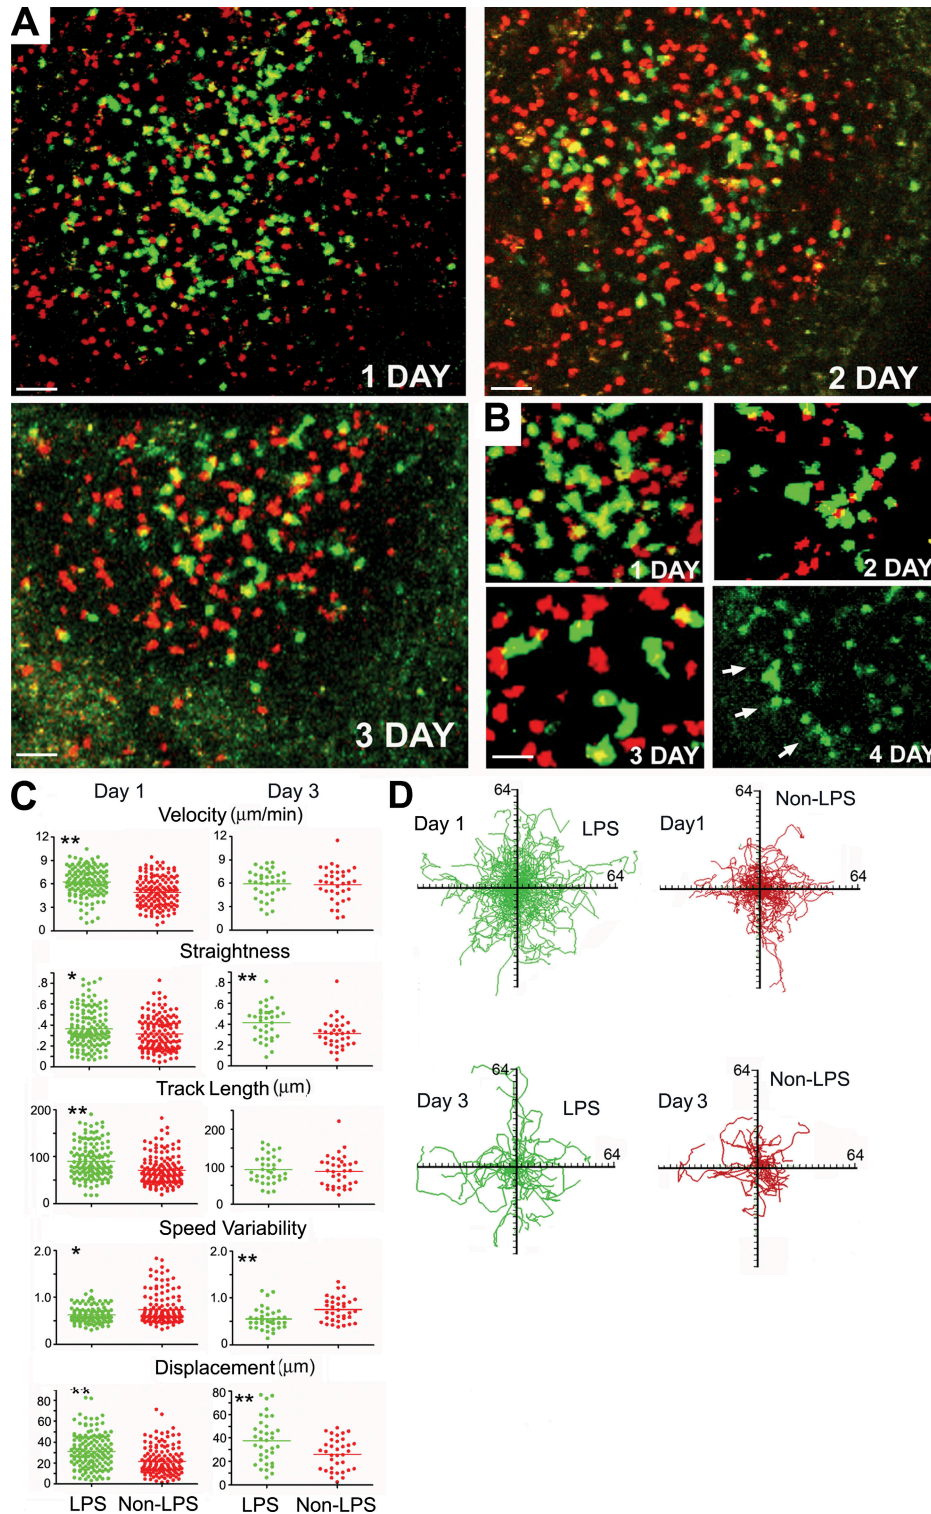 A
1 DAY
2 DAY
3 DAY
B
1 DAY
2 DAY
3 DAY
4 DAY
C
Day 1 Day 3
Velocity (µm/min)
12 12
9 9
6 6
3 3
0 0
** 
Straightness
.8 .8
.6 .6
.4 .4
.2 .2
0 0
* **
Track Length (µm)
200 200
100 100
0 0
**
Speed Variability
2.0 2.0
1.0 1.0
0 0
* **
Displacement (µm)
80 80
60 60
40 40
20 20
0 0
** **
LPS Non-LPS LPS Non-LPS
D
64 64
Day 1 LPS Day1 Non-LPS
64 64
64 64
Day 3 LPS Day 3 Non-LPS
64 64